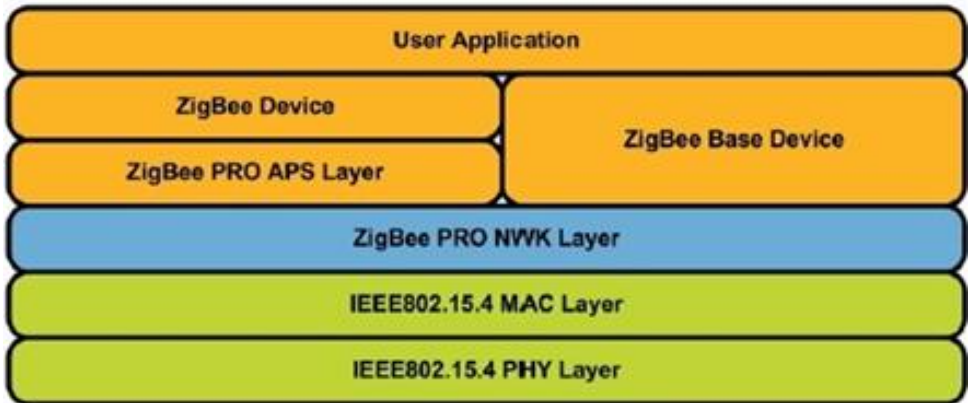 User Application
ZigBee Device
ZigBee Base Device
ZigBee PRO APS Layer
ZigBee PRO NWK Layer
IEEE802.15.4 MAC Layer
IEEE802.15.4 PHY Layer